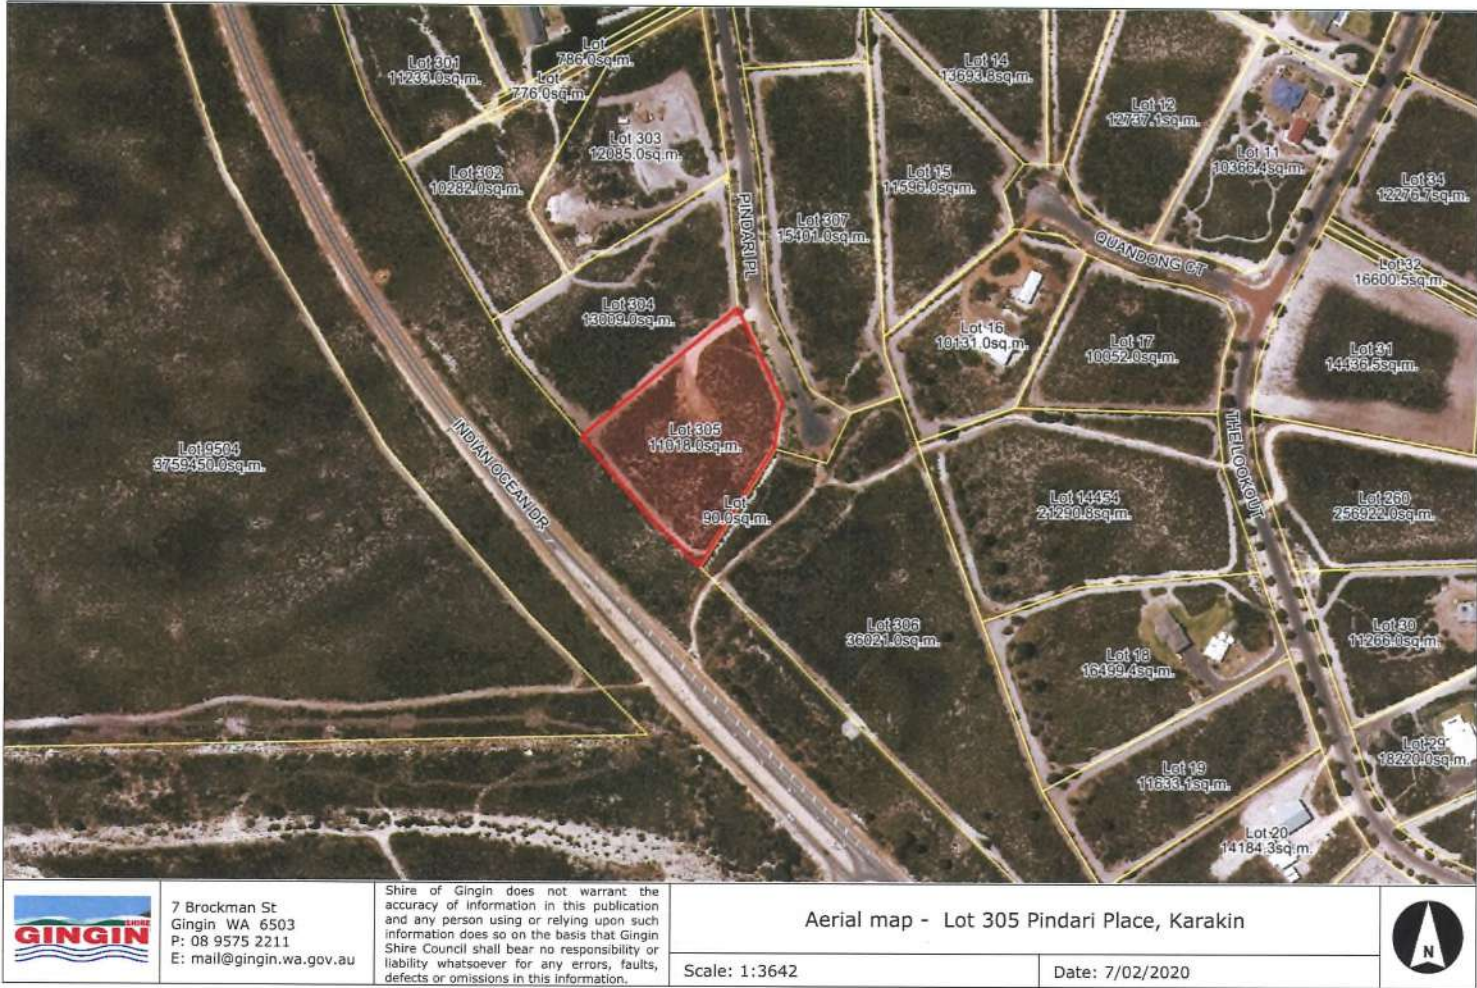 Lot 301
11233.0sq.m.
Lot
786.0sq.m.
Lot
776.0sq.m.
Lot 14
13693.8sq.m.
Lot 12
12737.1sq.m.
Lot 303
12085.0sq.m.
Lot 302
10282.0sq.m.
Lot 15
11596.0sq.m.
Lot 11
10366.4sq.m.
Lot 34
12276.7sq.m.
PINDARI PL
Lot 307
15401.0sq.m.
QUANDONG CT
Lot 32
16600.5sq.m.
Lot 304
13009.0sq.m.
Lot 16
10131.0sq.m.
Lot 17
10052.0sq.m.
Lot 31
14436.5sq.m.
Lot 305
11018.0sq.m.
Lot 9504
3759450.0sq.m.
INDIAN OCEAN DR
THE LOOKOUT
Lot
90.0sq.m.
Lot 14454
21290.8sq.m.
Lot 260
256922.0sq.m.
Lot 306
36021.0sq.m.
Lot 18
16499.4sq.m.
Lot 30
11266.0sq.m.
Lot 29
18220.0sq.m.
Lot 19
11633.1sq.m.
Lot 20
14184.3sq.m.
SHIRE
GINGIN
7 Brockman St
Gingin WA 6503
P: 08 9575 2211
E: mail@gingin.wa.gov.au
Shire of Gingin does not warrant the
accuracy of information in this publication
and any person using or relying upon such
information does so on the basis that Gingin
Shire Council shall bear no responsibility or
liability whatsoever for any errors, faults,
defects or omissions in this information.
Aerial map - Lot 305 Pindari Place, Karakin
Scale: 1:3642
Date: 7/02/2020
N